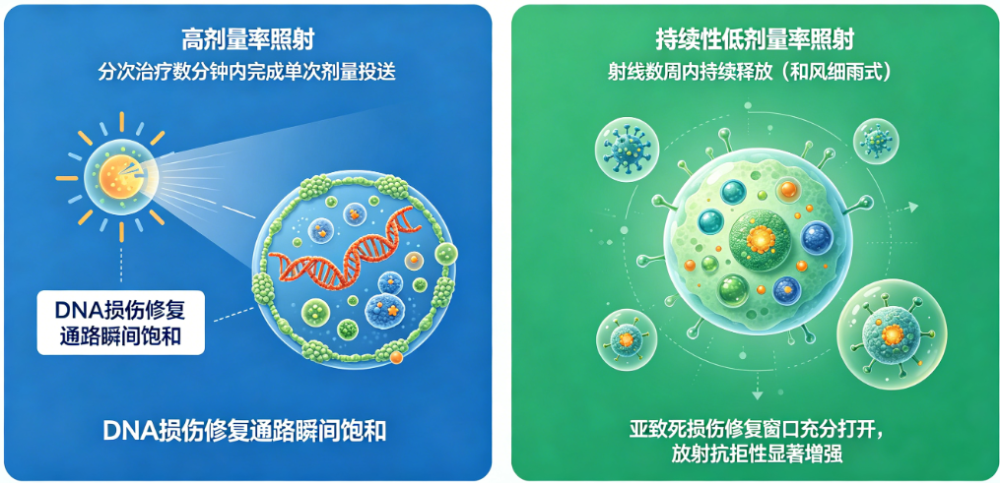 高剂量率照射
分次治疗数分钟内完成单次剂量投送
DNA损伤修复
通路瞬间饱和
DNA损伤修复通路瞬间饱和
持续性低剂量率照射
射线数周内持续释放（和风细雨式）
亚致死损伤修复窗口充分打开，
放射抗拒性显著增强